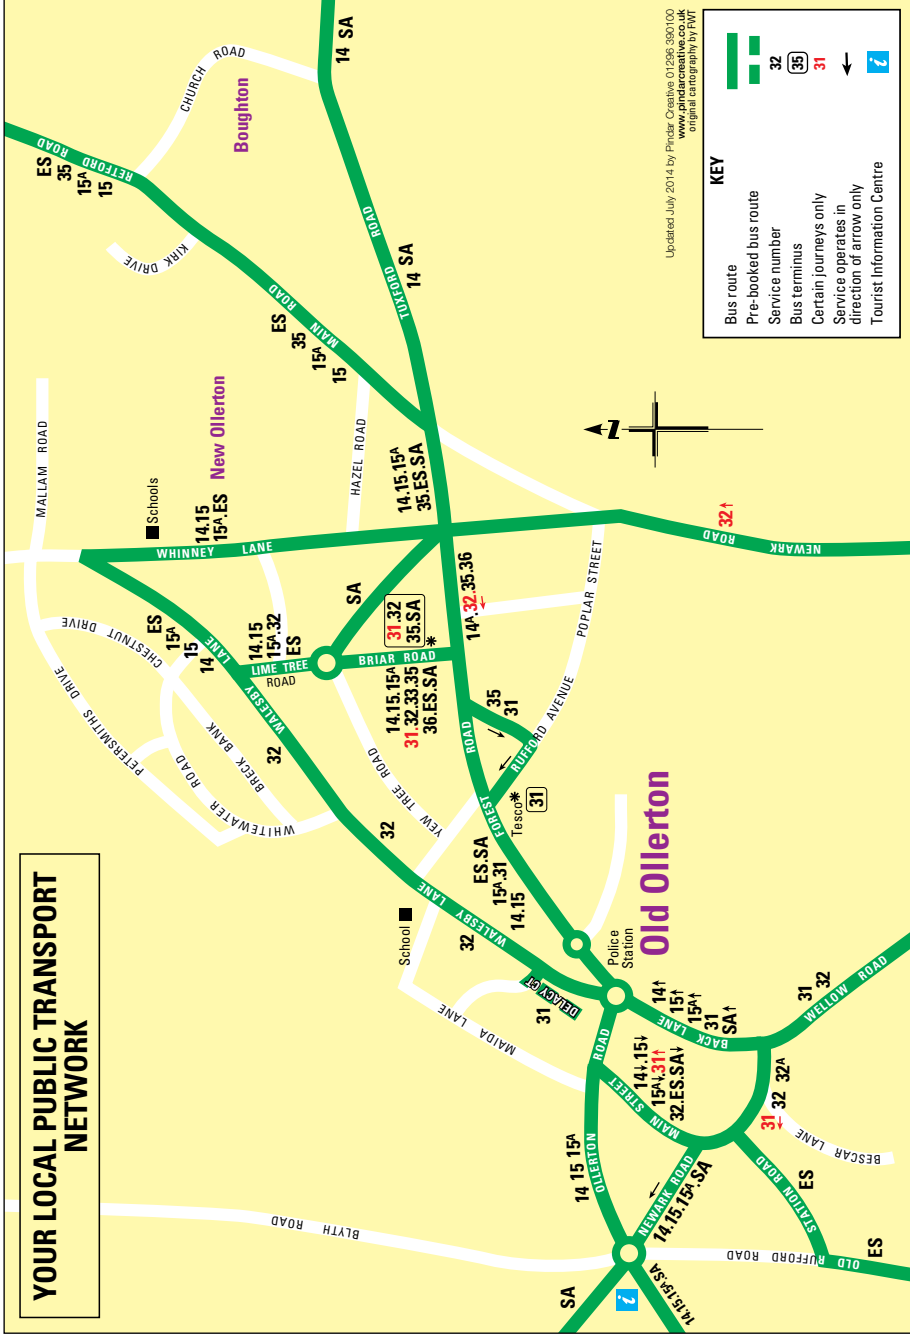 YOUR LOCAL PUBLIC TRANSPORT
NETWORK
MALLAM ROAD
PETERSMITHS DRIVE
CHESTNUT DRIVE
WHITEWATER
ROAD
BRECK BANK
Schools
14.15
15A.ES
New Ollerton
WHINNEY LANE
HAZEL ROAD
KIRK DRIVE
ES
35
15A
15
RETFORD ROAD
CHURCH ROAD
Boughton
14 SA
ES
35
15A
15
MAIN ROAD
TUXFORD ROAD
14 SA
14.15.15A
35.ES.SA
ES
15A
15
14
WALESBY LANE
32
14.15
15A.32
ES
LIME TREE
ROAD
SA
31.32
35.SA
BRIAR ROAD
14.15.15A
31.32.33.35
36.ES.SA
14A.32.35.36
POPLAR STREET
NEWARK ROAD
32
YEW TREE ROAD
32
WALESBY LANE
32
School
MAIDA LANE
DELACY CT
31
FOREST ROAD
35
31
RUFFORD AVENUE
Tesco
31
ES.SA
15A.31
14.15
Police
Station
Old Ollerton
14
15
15A
31
SA
BACK LANE
31
32
WELLOW ROAD
14 15
15A 31
32.ES.SA
MAIN STREET
OLLERTON ROAD
14 15 15A
NEWARK ROAD
14.15.15A.SA
31 32 32A
BESCAR LANE
STATION ROAD
ES
OLD RUFFORD ROAD
ES
BLYTH ROAD
SA
i
14.15.15A.SA
Updated July 2014 by Pindar Creative 01296 390100
www.pindarcreative.co.uk
original cartography by FWT
KEY
Bus route
Pre-booked bus route
Service number 32
Bus terminus 35
Certain journeys only 31
Service operates in
direction of arrow only
Tourist Information Centre i